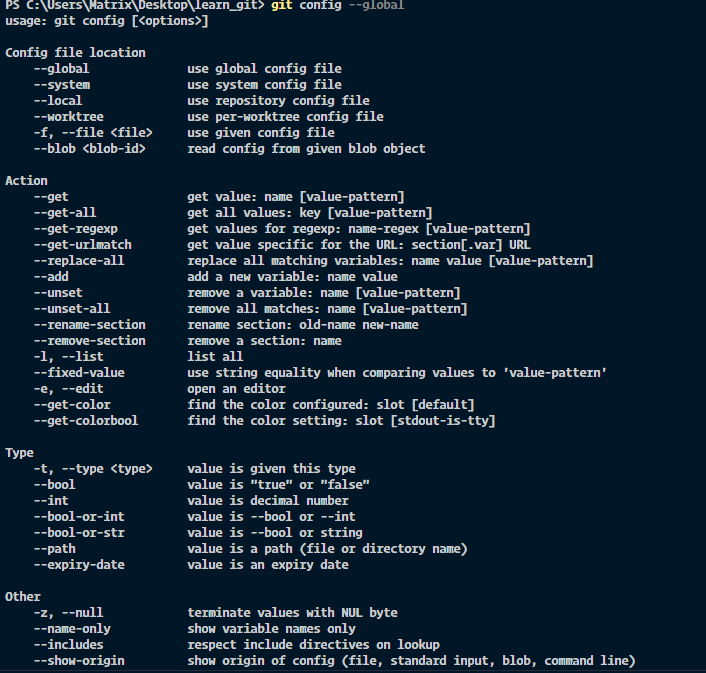 PS C:\Users\Matrix\Desktop\learn_git> git config --global
usage: git config [<options>]

Config file location
    --global              use global config file
    --system              use system config file
    --local               use repository config file
    --worktree            use per-worktree config file
    -f, --file <file>     use given config file
    --blob <blob-id>      read config from given blob object

Action
    --get                 get value: name [value-pattern]
    --get-all             get all values: key [value-pattern]
    --get-regexp          get values for regexp: name-regex [value-pattern]
    --get-urlmatch        get value specific for the URL: section[.var] URL
    --replace-all         replace all matching variables: name value [value-pattern]
    --add                 add a new variable: name value
    --unset               remove a variable: name [value-pattern]
    --unset-all           remove all matches: name [value-pattern]
    --rename-section      rename section: old-name new-name
    --remove-section      remove a section: name
    -l, --list            list all
    --fixed-value         use string equality when comparing values to 'value-pattern'
    -e, --edit            open an editor
    --get-color           find the color configured: slot [default]
    --get-colorbool       find the color setting: slot [stdout-is-tty]

Type
    -t, --type <type>     value is given this type
    --bool                value is "true" or "false"
    --int                 value is decimal number
    --bool-or-int         value is --bool or --int
    --bool-or-str         value is --bool or string
    --path                value is a path (file or directory name)
    --expiry-date         value is an expiry date

Other
    -z, --null            terminate values with NUL byte
    --name-only           show variable names only
    --includes            respect include directives on lookup
    --show-origin         show origin of config (file, standard input, blob, command line)